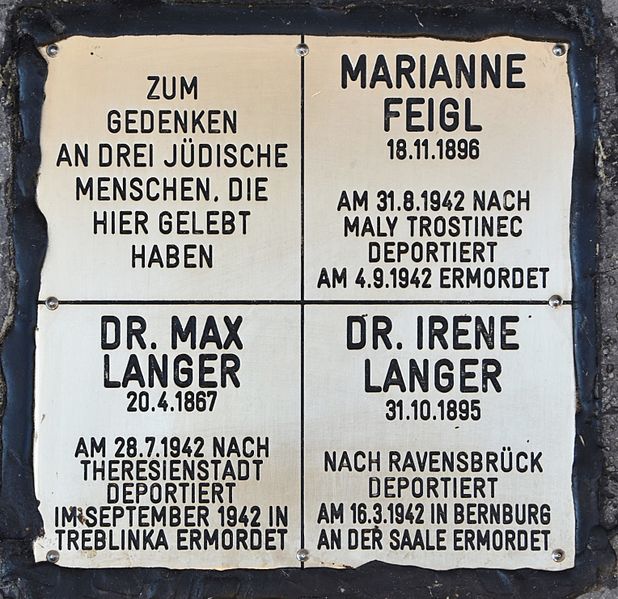 ZUM
GEDENKEN
AN DREI JÜDISCHE
MENSCHEN, DIE
HIER GELEBT
HABEN
MARIANNE
FEIGL
18.11.1896
AM 31.8.1942 NACH
MALY TROSTINEC
DEPORTIERT
AM 4.9.1942 ERMORDET
DR. MAX
LANGER
20.4.1867
AM 28.7.1942 NACH
THERESIENSTADT
DEPORTIERT
IM SEPTEMBER 1942 IN
TREBLINKA ERMORDET
DR. IRENE
LANGER
31.10.1895
NACH RAVENSBRÜCK
DEPORTIERT
AM 16.3.1942 IN BERNBURG
AN DER SAALE ERMORDET